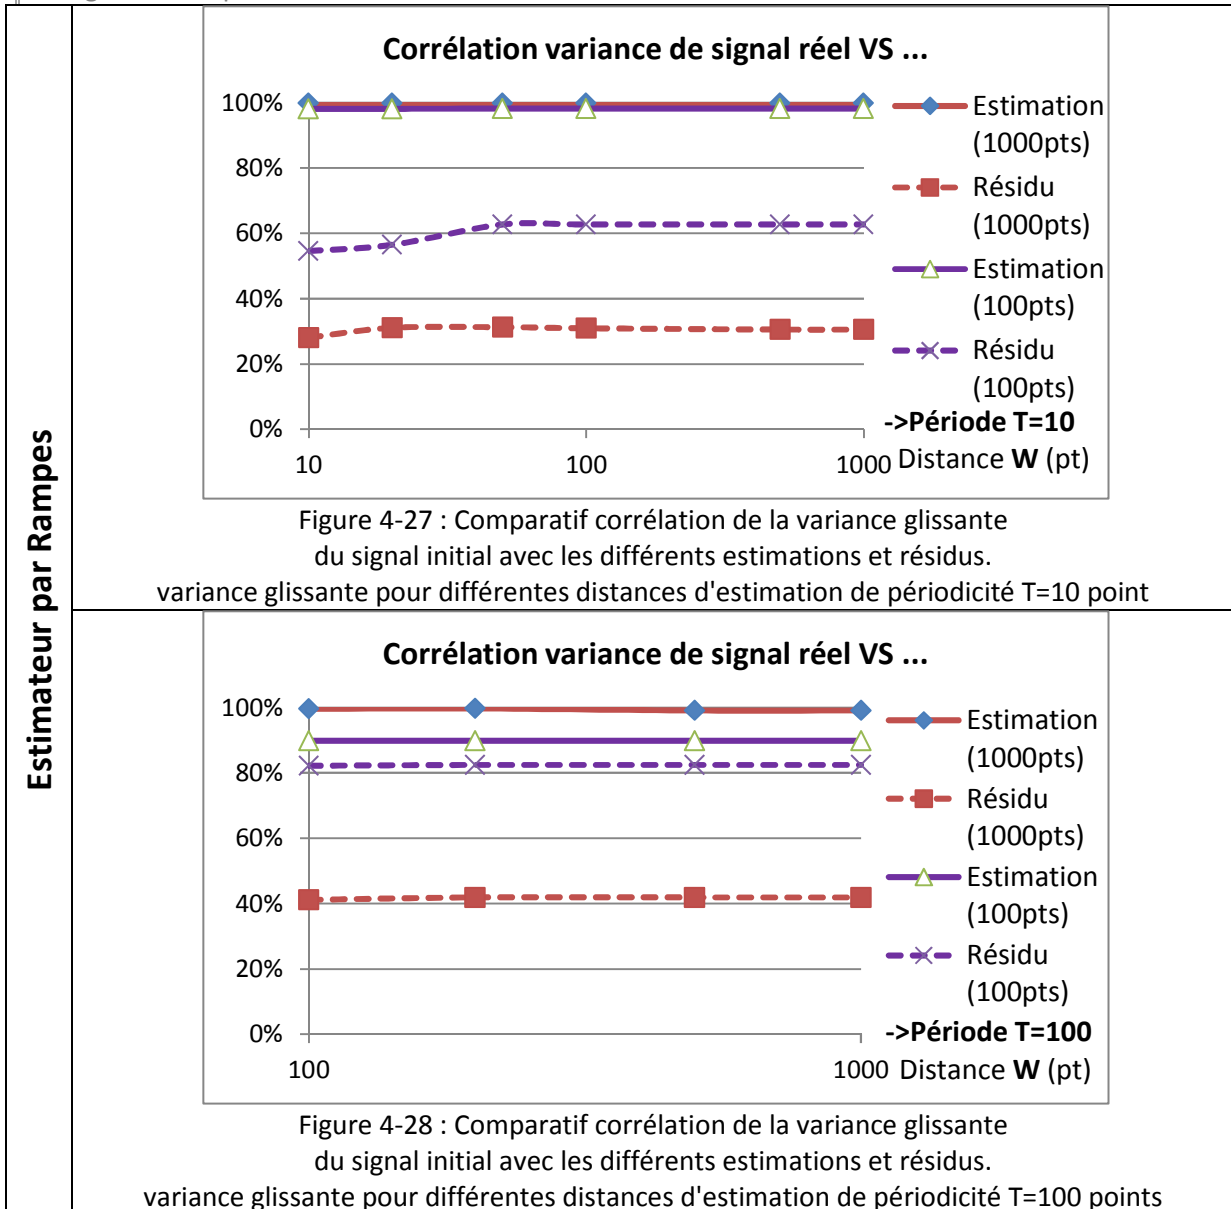 Estimateur par Rampes
Corrélation variance de signal réel VS ...
100%
80%
60%
40%
20%
0%
10
100
1000
Distance W (pt)
->Période T=10
Estimation
(1000pts)
Résidu
(1000pts)
Estimation
(100pts)
Résidu
(100pts)
Figure 4-27 : Comparatif corrélation de la variance glissante
du signal initial avec les différents estimations et résidus.
variance glissante pour différentes distances d'estimation de périodicité T=10 point
Corrélation variance de signal réel VS ...
100%
80%
60%
40%
20%
0%
100
1000
Distance W (pt)
->Période T=100
Estimation
(1000pts)
Résidu
(1000pts)
Estimation
(100pts)
Résidu
(100pts)
Figure 4-28 : Comparatif corrélation de la variance glissante
du signal initial avec les différents estimations et résidus.
variance glissante pour différentes distances d'estimation de périodicité T=100 points